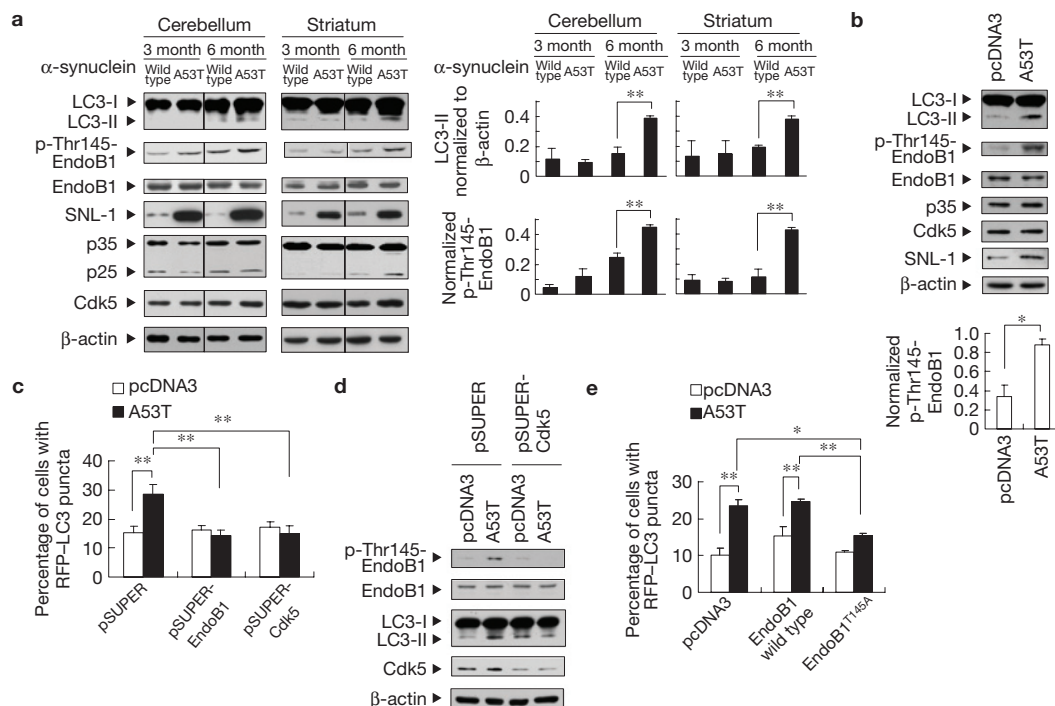 a
Cerebellum Striatum
3 month 6 month 3 month 6 month
α-synuclein Wild type A53T Wild type A53T Wild type A53T Wild type A53T
LC3-I
LC3-II
p-Thr145-
EndoB1
EndoB1
SNL-1
p35
p25
Cdk5
β-actin
Cerebellum Striatum
3 month 6 month 3 month 6 month
α-synuclein Wild type A53T Wild type A53T Wild type A53T Wild type A53T
LC3-II
normalized to
β-actin
0.4
0.2
0
** **
Normalized
p-Thr145-
EndoB1
0.4
0.2
0
** **
b
pcDNA3 A53T
LC3-I
LC3-II
p-Thr145-
EndoB1
EndoB1
p35
Cdk5
SNL-1
β-actin
Normalized
p-Thr145-
EndoB1
1.0
0.8
0.6
0.4
0.2
0
*
pcDNA3 A53T
c
pcDNA3
A53T
Percentage of cells with
RFP–LC3 puncta
40
30
20
10
0
**
**
**
pSUPER
pSUPER-
EndoB1
pSUPER-
Cdk5
d
pSUPER
pSUPER-
Cdk5
pcDNA3 A53T pcDNA3 A53T
p-Thr145-
EndoB1
EndoB1
LC3-I
LC3-II
Cdk5
β-actin
e
pcDNA3
A53T
Percentage of cells with
RFP–LC3 puncta
40
30
20
10
0
*
**
** **
pcDNA3
EndoB1
wild type
EndoB1T145A